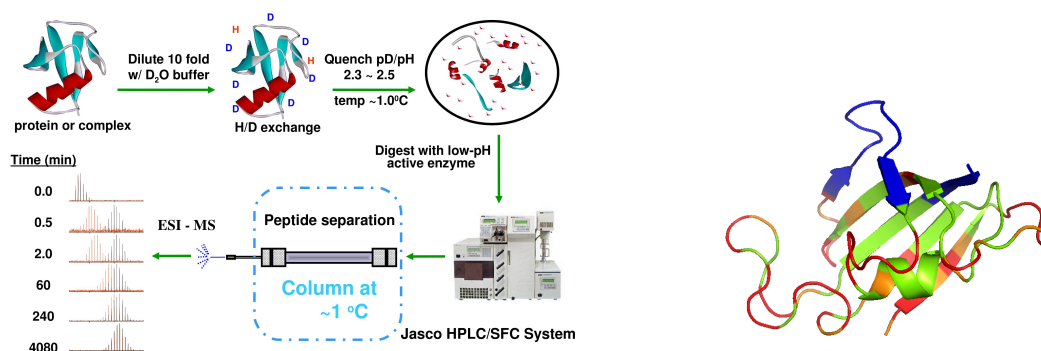 Dilute 10 fold
w/ D2O buffer
Quench pD/pH
2.3 ~ 2.5
temp ~1.0⁰C
D
H
D
D
H
D
D
D
D
protein or complex
H/D exchange
Digest with low-pH
active enzyme
Time (min)
0.0
0.5
2.0
60
240
4080
ESI - MS
Peptide separation
Column at
~1 ⁰C
Jasco HPLC/SFC System